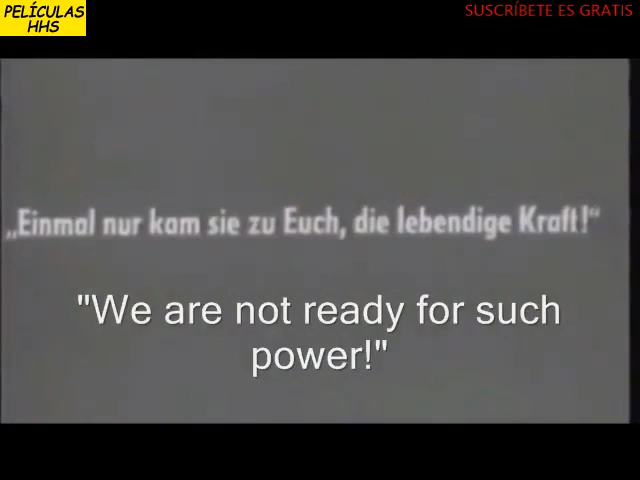 PELÍCULAS
HHS
SUSCRÍBETE ES GRATIS
„Einmal nur kam sie zu Euch, die lebendige Kraft!“
"We are not ready for such
power!"